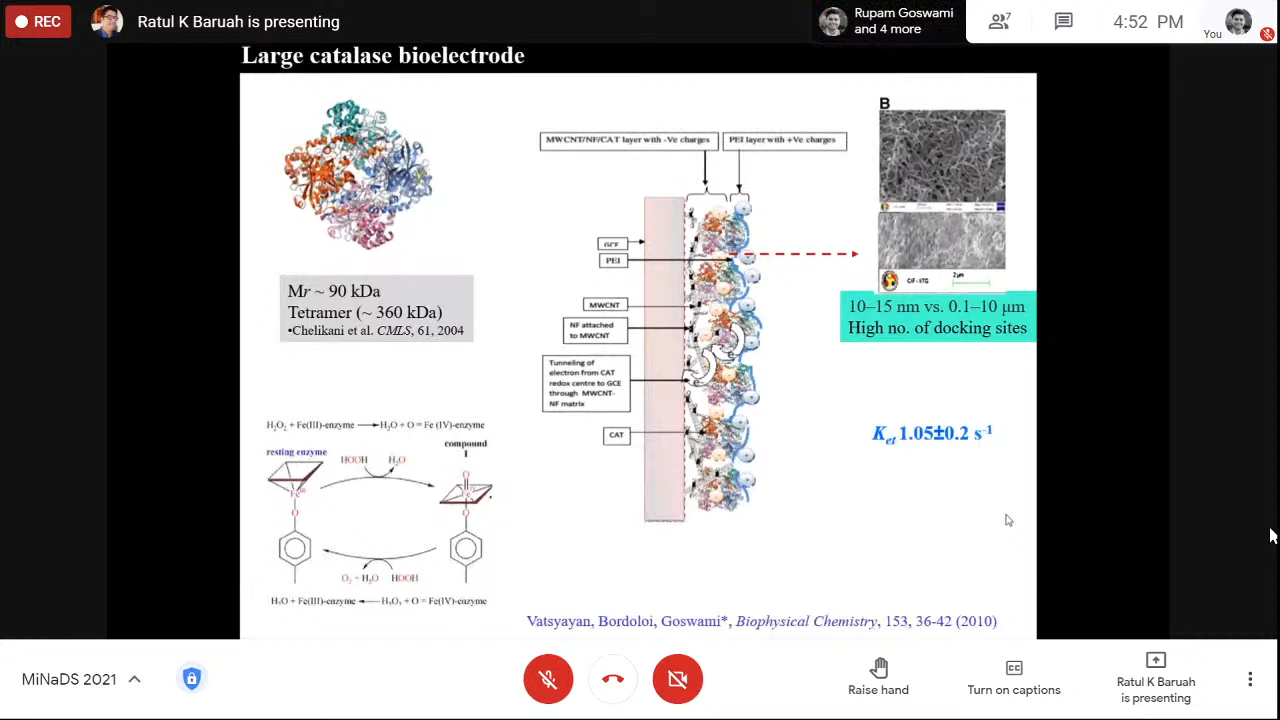 REC
Ratul K Baruah is presenting
Rupam Goswami
and 4 more
7
4:52 PM
You
Large catalase bioelectrode
Mr ~ 90 kDa
Tetramer (~ 360 kDa)
•Chelikani et al. CMLS, 61, 2004
MWCNT/NF/CAT layer with -Ve charges
PEI layer with +Ve charges
GCE
PEI
MWCNT
NF attached
to MWCNT
Tunneling of
electron from CAT
redox centre to GCE
through MWCNT-
NF matrix
CAT
e-
B
CIF - IITG
2μm
10–15 nm vs. 0.1–10 μm
High no. of docking sites
Ket 1.05±0.2 s-1
H2O2 + Fe(III)-enzyme → H2O + O = Fe (IV)-enzyme
compound
I
resting enzyme
HOOH
H2O
O
Fe
Fe
O
O
O2 + H2O
HOOH
H2O + Fe(III)-enzyme ← H2O2 + O = Fe(IV)-enzyme
Vatsyayan, Bordoloi, Goswami*, Biophysical Chemistry, 153, 36-42 (2010)
MiNaDS 2021
Raise hand
Turn on captions
Ratul K Baruah
is presenting